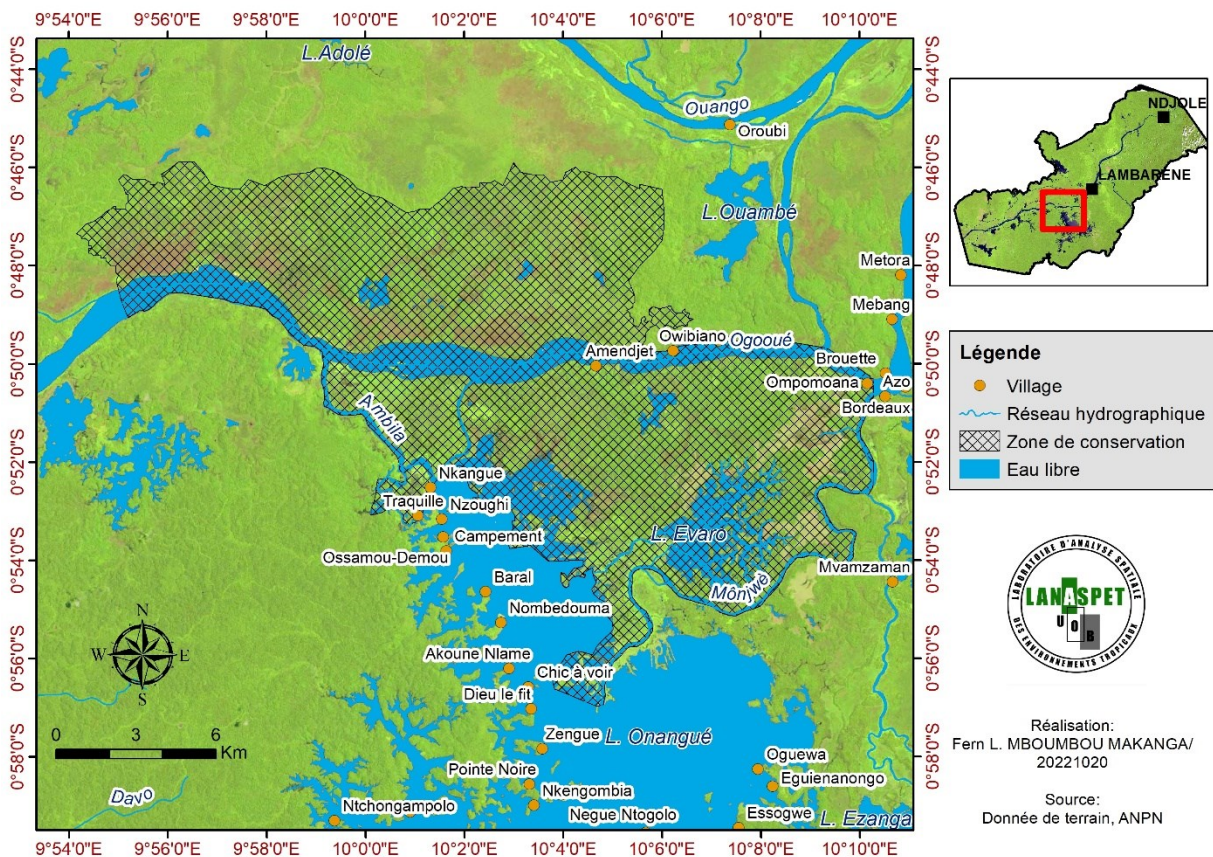 9°54'0"E 9°56'0"E 9°58'0"E 10°0'0"E 10°2'0"E 10°4'0"E 10°6'0"E 10°8'0"E 10°10'0"E
0°44'0"S
0°46'0"S
0°48'0"S
0°50'0"S
0°52'0"S
0°54'0"S
0°56'0"S
0°58'0"S
L.Adolé
Ouango
Oroubi
L.Ouambé
Metora
Mebang
Owibiano
Ogooué
Amendjet
Brouette
Ompomoana
Azo
Bordeaux
Ambila
Nkangue
Traquille
Nzoughi
Campement
Ossamou-Demou
L. Evaro
Mvamzaman
Baral
Mônjwè
Nombedouma
Akoune Nlame
Chic à voir
Dieu le fit
Zengue
L. Onangué
Oguewa
Pointe Noire
Eguienanongo
Nkengombia
Davo
Ntchongampolo
Negue Ntogolo
Essogwe
L. Ezanga
N
W E
S
0 3 6
Km
0°44'0"S
0°46'0"S
0°48'0"S
0°50'0"S
0°52'0"S
0°54'0"S
0°56'0"S
0°58'0"S
9°54'0"E 9°56'0"E 9°58'0"E 10°0'0"E 10°2'0"E 10°4'0"E 10°6'0"E 10°8'0"E 10°10'0"E
NDJOLE
LAMBARENE
Légende
Village
Réseau hydrographique
Zone de conservation
Eau libre
LABORATOIRE D'ANALYSE SPATIALE
LANASPET
UOB
DES ENVIRONNEMENTS TROPICAUX
Réalisation:
Fern L. MBOUMBOU MAKANGA/
20221020
Source:
Donnée de terrain, ANPN